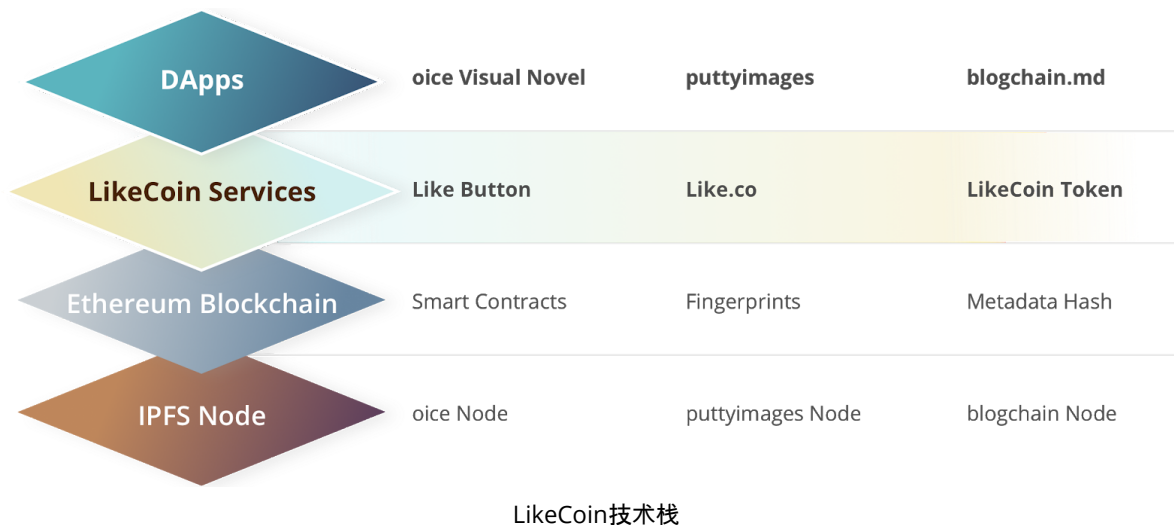 DApps oice Visual Novel puttyimages blogchain.md
LikeCoin Services Like Button Like.co LikeCoin Token
Ethereum Blockchain Smart Contracts Fingerprints Metadata Hash
IPFS Node oice Node puttyimages Node blogchain Node
LikeCoin技术栈